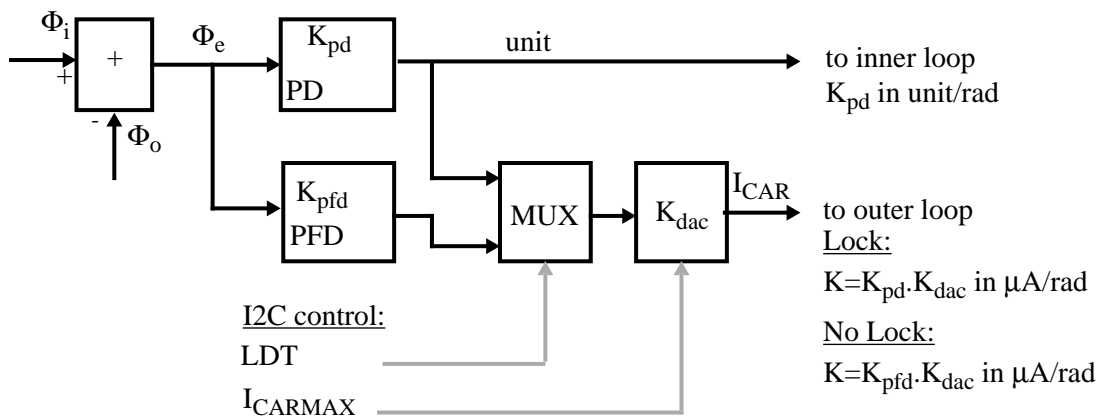 Φi
+
+
-
Φo
Φe
Kpd
PD
unit
to inner loop
Kpd in unit/rad
Kpfd
PFD
MUX
Kdac
ICAR
to outer loop
Lock:
K=Kpd.Kdac in μA/rad
No Lock:
K=Kpfd.Kdac in μA/rad
I2C control:
LDT
ICARMAX